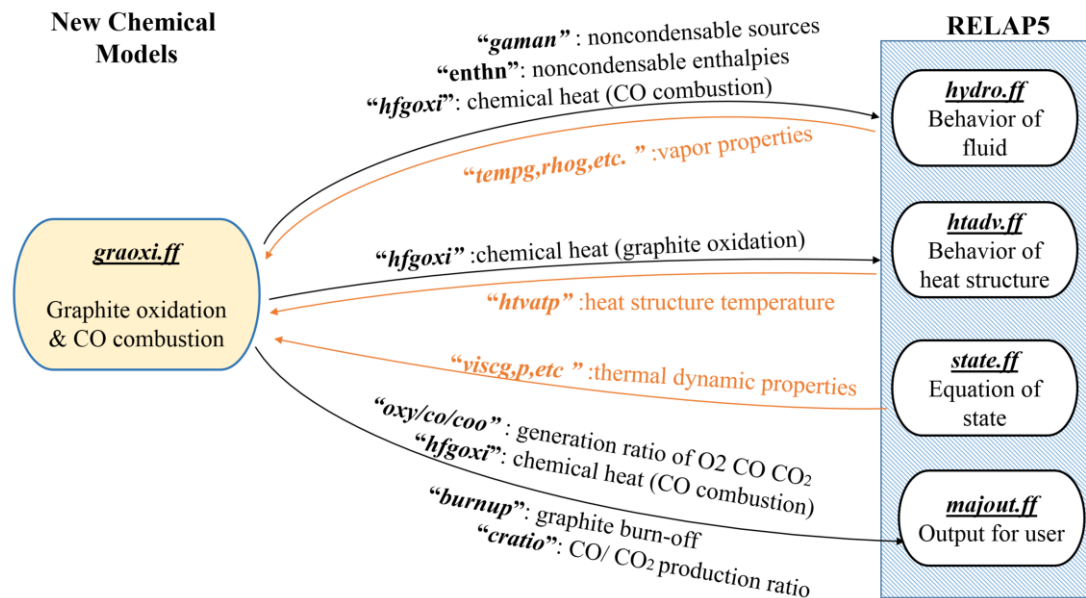 New Chemical
Models
RELAP5
“gaman” : noncondensable sources
“enthn”: noncondensable enthalpies
“hfgoxi”: chemical heat (CO combustion)
“tempg,rhog,etc. ” :vapor properties
hydro.ff
Behavior of
fluid
graoxi.ff
Graphite oxidation
& CO combustion
“hfgoxi” :chemical heat (graphite oxidation)
“htvatp” :heat structure temperature
htadv.ff
Behavior of
heat structure
“viscg,p,etc ” :thermal dynamic properties
state.ff
Equation of
state
“oxy/co/coo” : generation ratio of O2 CO CO₂
“hfgoxi”: chemical heat (CO combustion)
“burnup”: graphite burn-off
“cratio”: CO/ CO₂ production ratio
majout.ff
Output for user